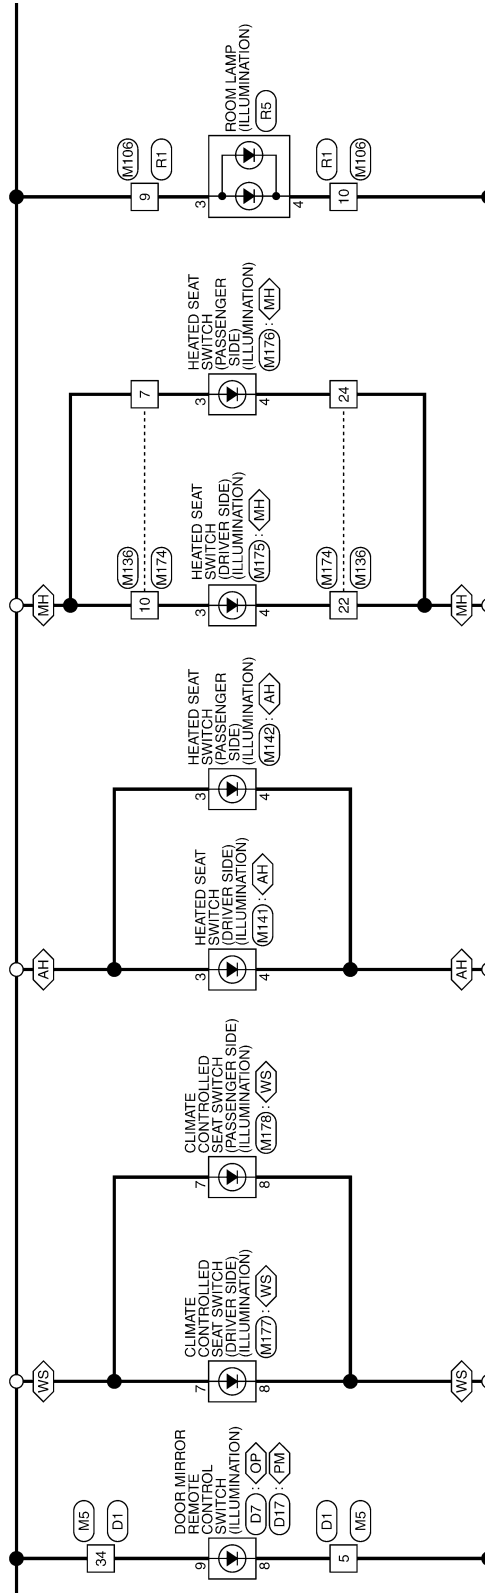 M5
D1
34
DOOR MIRROR
REMOTE
CONTROL
SWITCH
(ILLUMINATION)
D7 : OP
D17 : PM
9
8
D1
M5
5
WS
CLIMATE
CONTROLLED
SEAT SWITCH
(DRIVER SIDE)
(ILLUMINATION)
M177 : WS
7
8
WS
CLIMATE
CONTROLLED
SEAT SWITCH
(PASSENGER SIDE)
(ILLUMINATION)
M178 : WS
7
8
AH
HEATED SEAT
SWITCH
(DRIVER SIDE)
(ILLUMINATION)
M141 : AH
3
4
AH
HEATED SEAT
SWITCH
(PASSENGER
SIDE)
(ILLUMINATION)
M142 : AH
3
4
MH
M136
M174
10
HEATED SEAT
SWITCH
(DRIVER SIDE)
(ILLUMINATION)
M175 : MH
3
4
M174
M136
22
MH
7
HEATED SEAT
SWITCH
(PASSENGER
SIDE)
(ILLUMINATION)
M176 : MH
3
4
24
M106
R1
9
ROOM LAMP
(ILLUMINATION)
R5
3
4
R1
M106
10